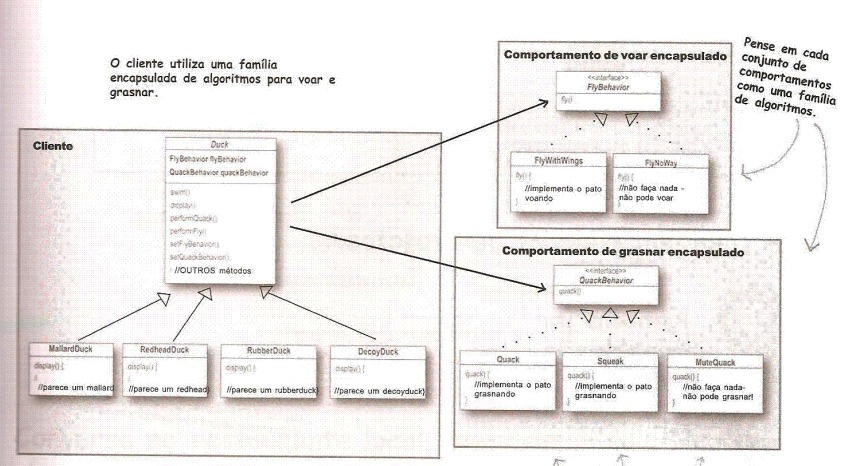 O cliente utiliza uma família
encapsulada de algoritmos para voar e
grasnar.
Comportamento de voar encapsulado
<<interface>>
FlyBehavior
fly()
FlyWithWings
fly() {
//implementa o pato
voando
}
FlyNoWay
fly() {
//não faça nada -
não pode voar
}
Pense em cada
conjunto de
comportamentos
como uma família
de algoritmos.
Cliente
Duck
FlyBehavior flyBehavior
QuackBehavior quackBehavior
swim()
display()
performQuack()
performFly()
setFlyBehavior()
setQuackBehavior()
//OUTROS métodos
MallardDuck
display() {
//parece um mallard
RedheadDuck
display() {
//parece um redhead}
RubberDuck
display() {
//parece um rubberduck}
DecoyDuck
display() {
//parece um decoyduck}
Comportamento de grasnar encapsulado
<<interface>>
QuackBehavior
quack()
Quack
quack() {
//implementa o pato
grasnando
}
Squeak
quack() {
//implementa o pato
grasnando
}
MuteQuack
quack() {
//não faça nada-
não pode grasnar!
}